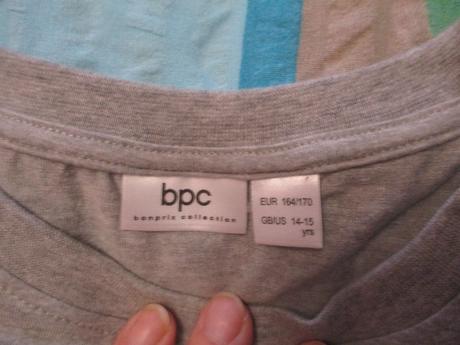 bpc
bonprix collection
EUR 164/170
GB/US 14-15
yrs